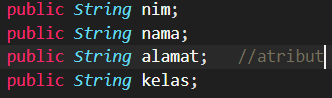 public String nim;
public String nama;
public String alamat;   //atribut
public String kelas;